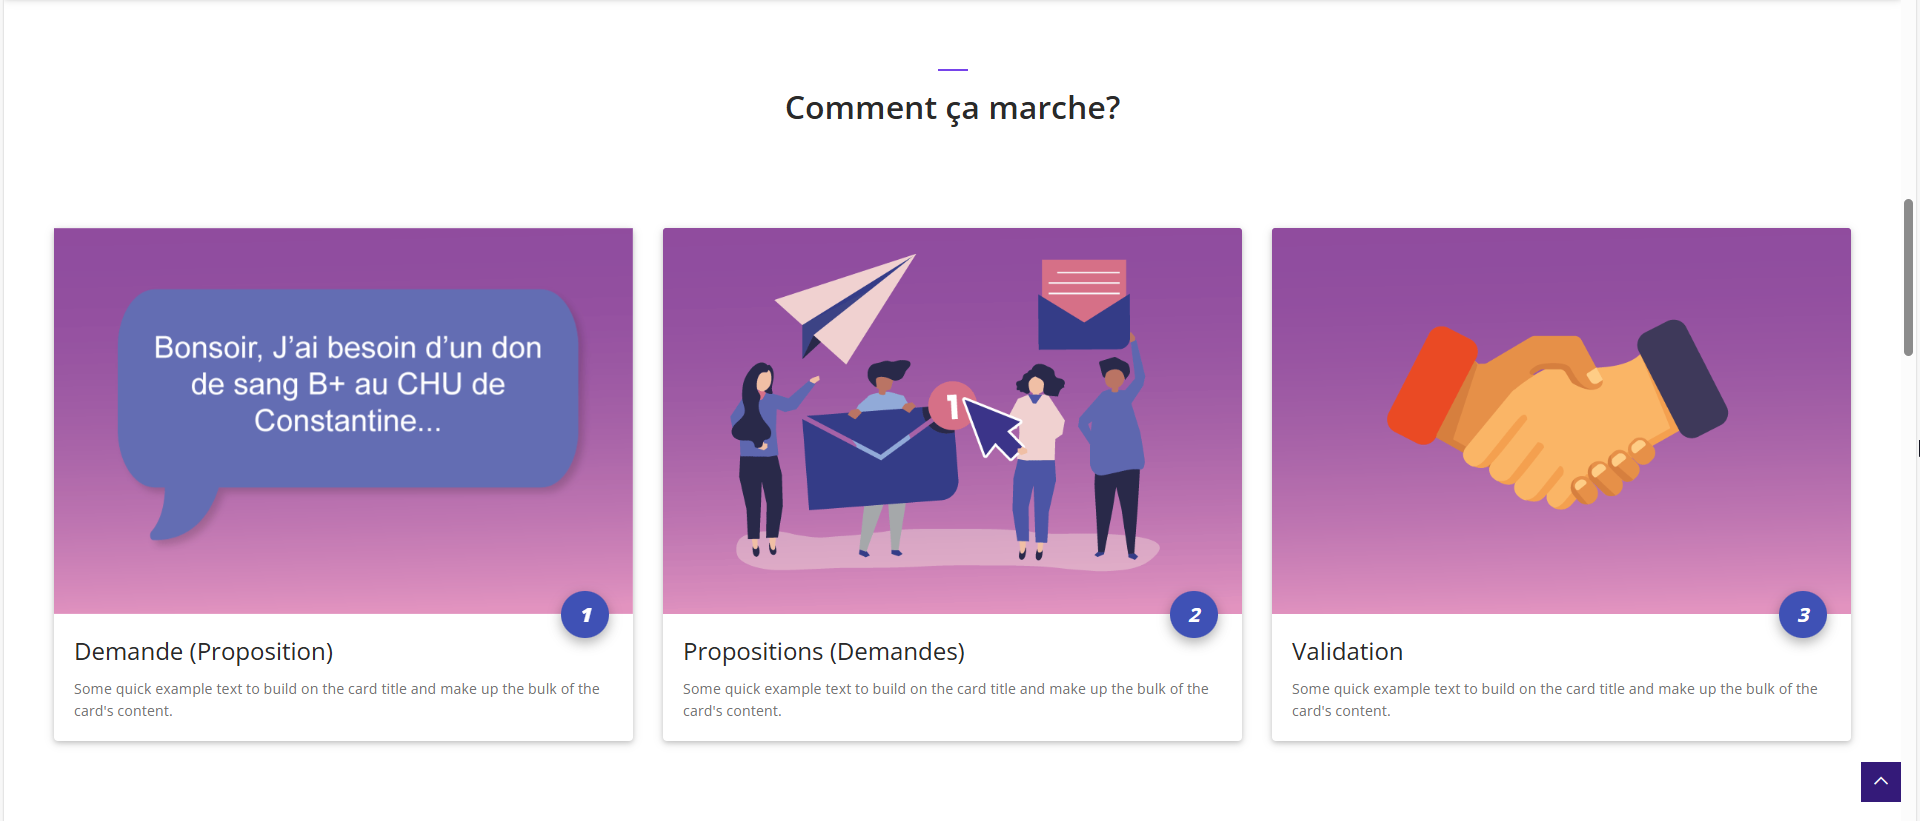 Comment ça marche?
Bonsoir, J’ai besoin d’un don
de sang B+ au CHU de
Constantine...
1
1
Demande (Proposition)
Some quick example text to build on the card title and make up the bulk of the
card's content.
2
Propositions (Demandes)
Some quick example text to build on the card title and make up the bulk of the
card's content.
3
Validation
Some quick example text to build on the card title and make up the bulk of the
card's content.